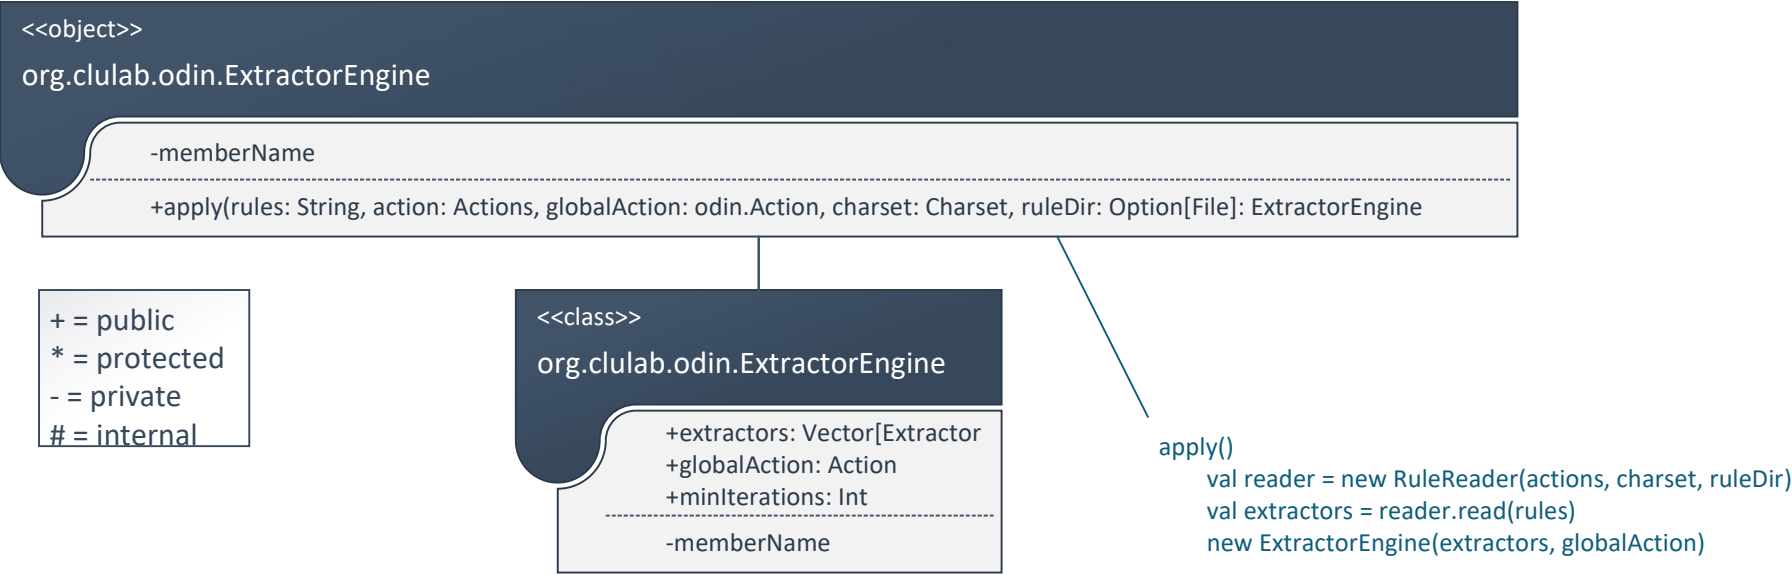 <<object>>
org.clulab.odin.ExtractorEngine
-memberName
+apply(rules: String, action: Actions, globalAction: odin.Action, charset: Charset, ruleDir: Option[File]: ExtractorEngine
+ = public
* = protected
- = private
# = internal
<<class>>
org.clulab.odin.ExtractorEngine
+extractors: Vector[Extractor
+globalAction: Action
+minIterations: Int
-memberName
apply()
val reader = new RuleReader(actions, charset, ruleDir)
val extractors = reader.read(rules)
new ExtractorEngine(extractors, globalAction)